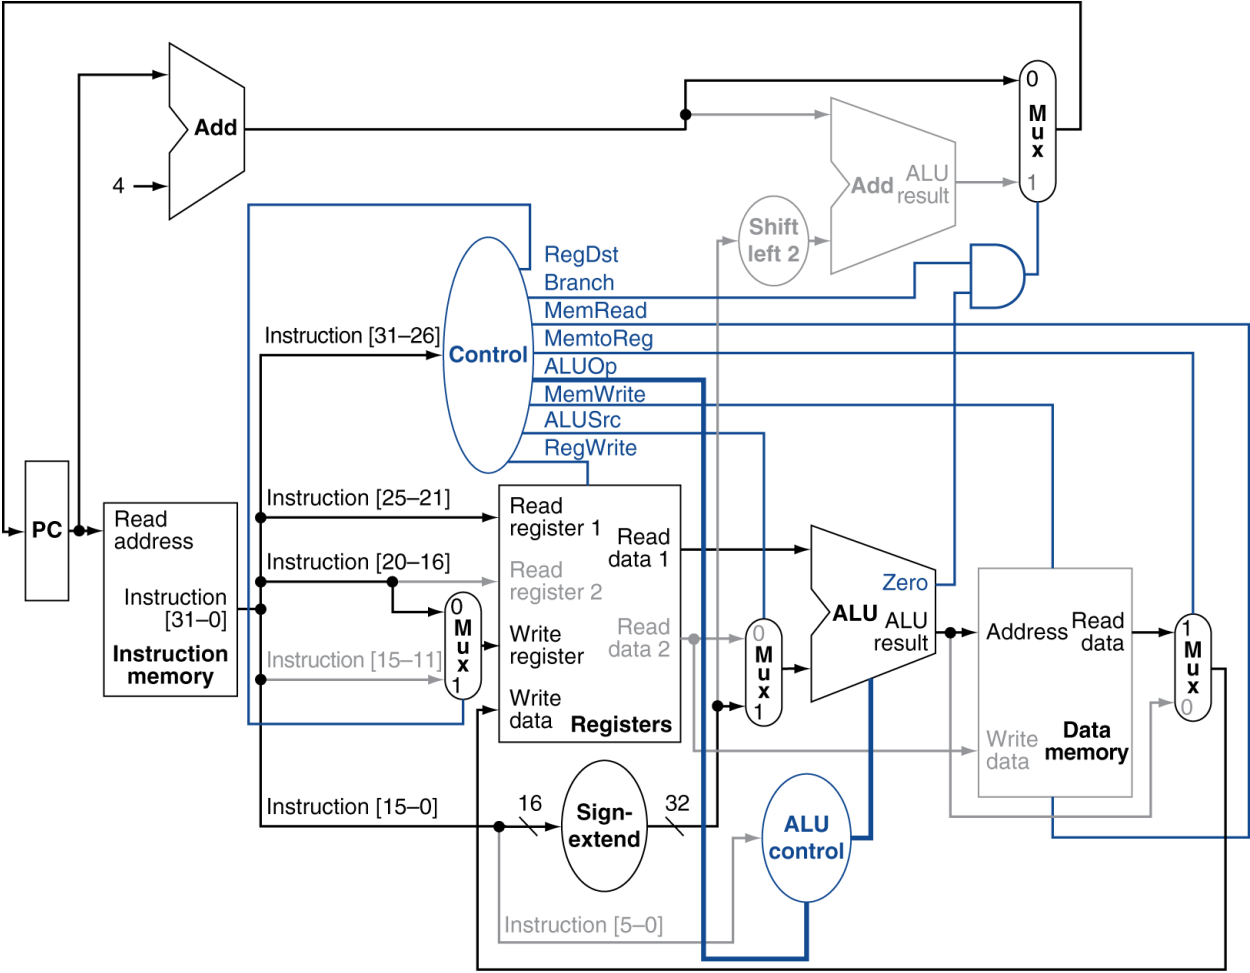 0
M
u
x
1
Add
4
Add
ALU
result
Shift
left 2
RegDst
Branch
MemRead
MemtoReg
ALUOp
MemWrite
ALUSrc
RegWrite
Control
Instruction [31–26]
Instruction [25–21]
Instruction [20–16]
Instruction [15–11]
Instruction [15–0]
Instruction [5–0]
PC
Read
address
Instruction
[31–0]
Instruction
memory
0
M
u
x
1
Read
register 1
Read
register 2
Write
register
Write
data
Read
data 1
Read
data 2
Registers
16
Sign-
extend
32
0
M
u
x
1
Zero
ALU
ALU
result
ALU
control
Address
Read
data
Write
data
Data
memory
1
M
u
x
0